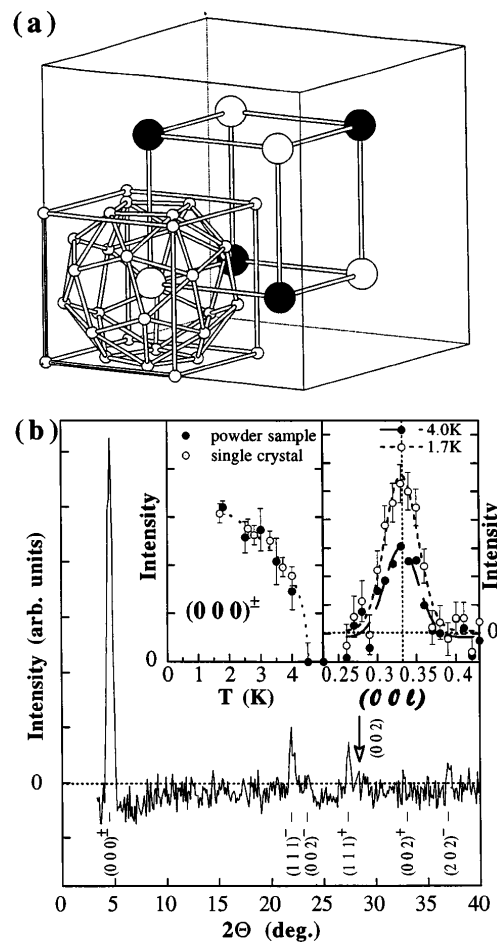 (a)
(b)
powder sample
single crystal
Intensity
(0 0 0)±
0
0 1 2 3 4
T (K)
4.0K
1.7K
Intensity
0
0.25 0.3 0.35 0.4
(0 0 ℓ)
(0 0 2)
Intensity (arb. units)
0
(0 0 0)±
(1 1 1)⁻
(0 0 2)⁻
(1 1 1)⁺
(0 0 2)⁺
(2 0 2)⁻
0 5 10 15 20 25 30 35 40
2Θ (deg.)